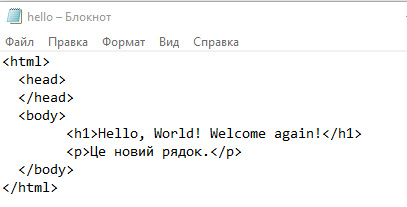 hello – Блокнот
Файл Правка Формат Вид Справка
<html>
  <head>
  </head>
  <body>
        <h1>Hello, World! Welcome again!</h1>
        <p>Це новий рядок.</p>
  </body>
</html>